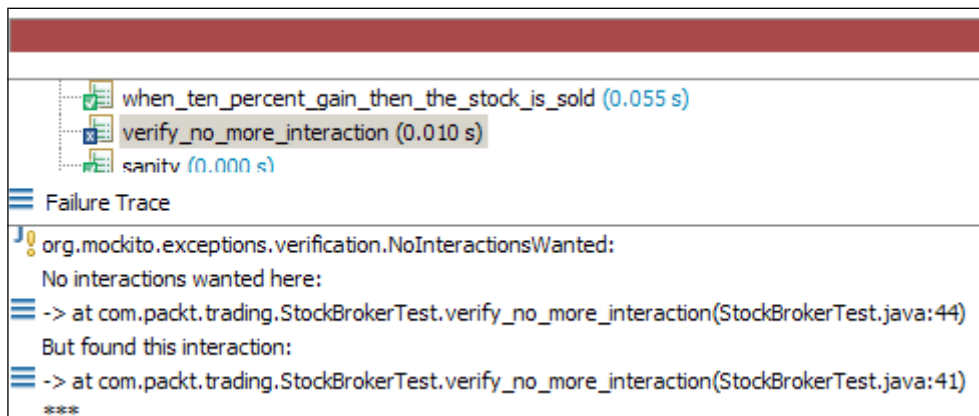 when_ten_percent_gain_then_the_stock_is_sold (0.055 s)
verify_no_more_interaction (0.010 s)
sanity (0.000 s)
Failure Trace
org.mockito.exceptions.verification.NoInteractionsWanted:
No interactions wanted here:
-> at com.packt.trading.StockBrokerTest.verify_no_more_interaction(StockBrokerTest.java:44)
But found this interaction:
-> at com.packt.trading.StockBrokerTest.verify_no_more_interaction(StockBrokerTest.java:41)
***